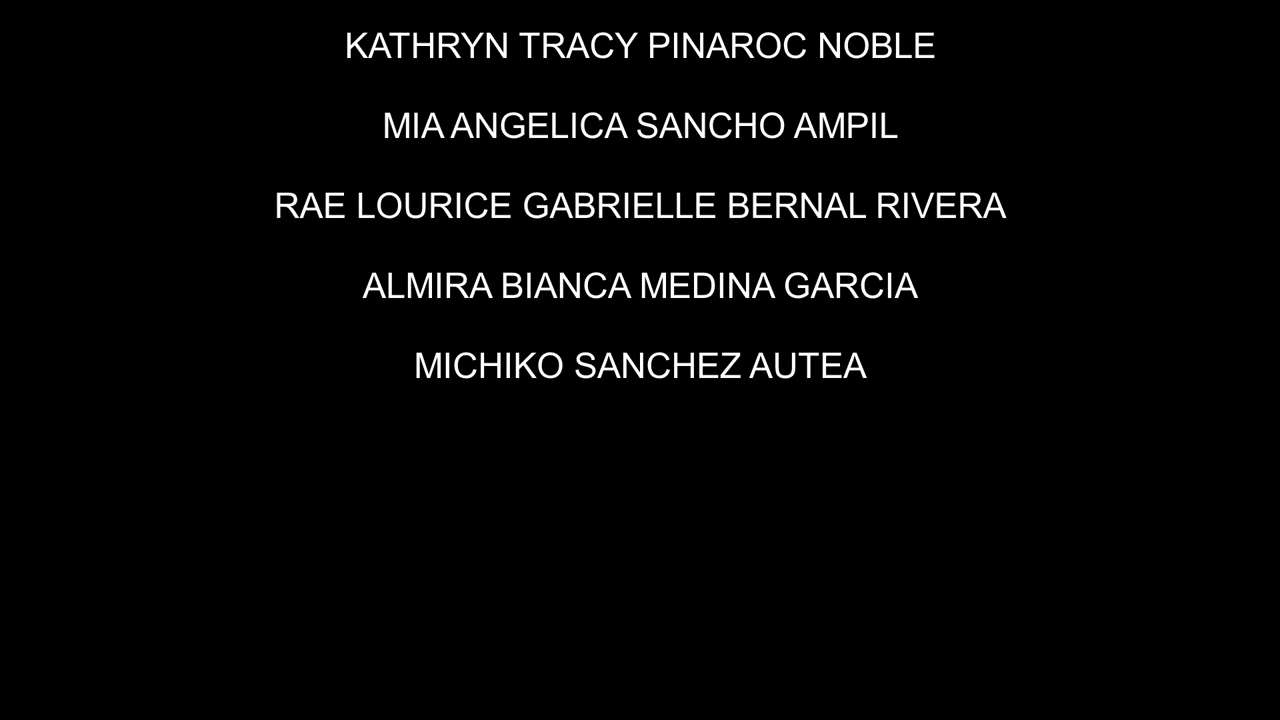 KATHRYN TRACY PINAROC NOBLE
MIA ANGELICA SANCHO AMPIL
RAE LOURICE GABRIELLE BERNAL RIVERA
ALMIRA BIANCA MEDINA GARCIA
MICHIKO SANCHEZ AUTEA